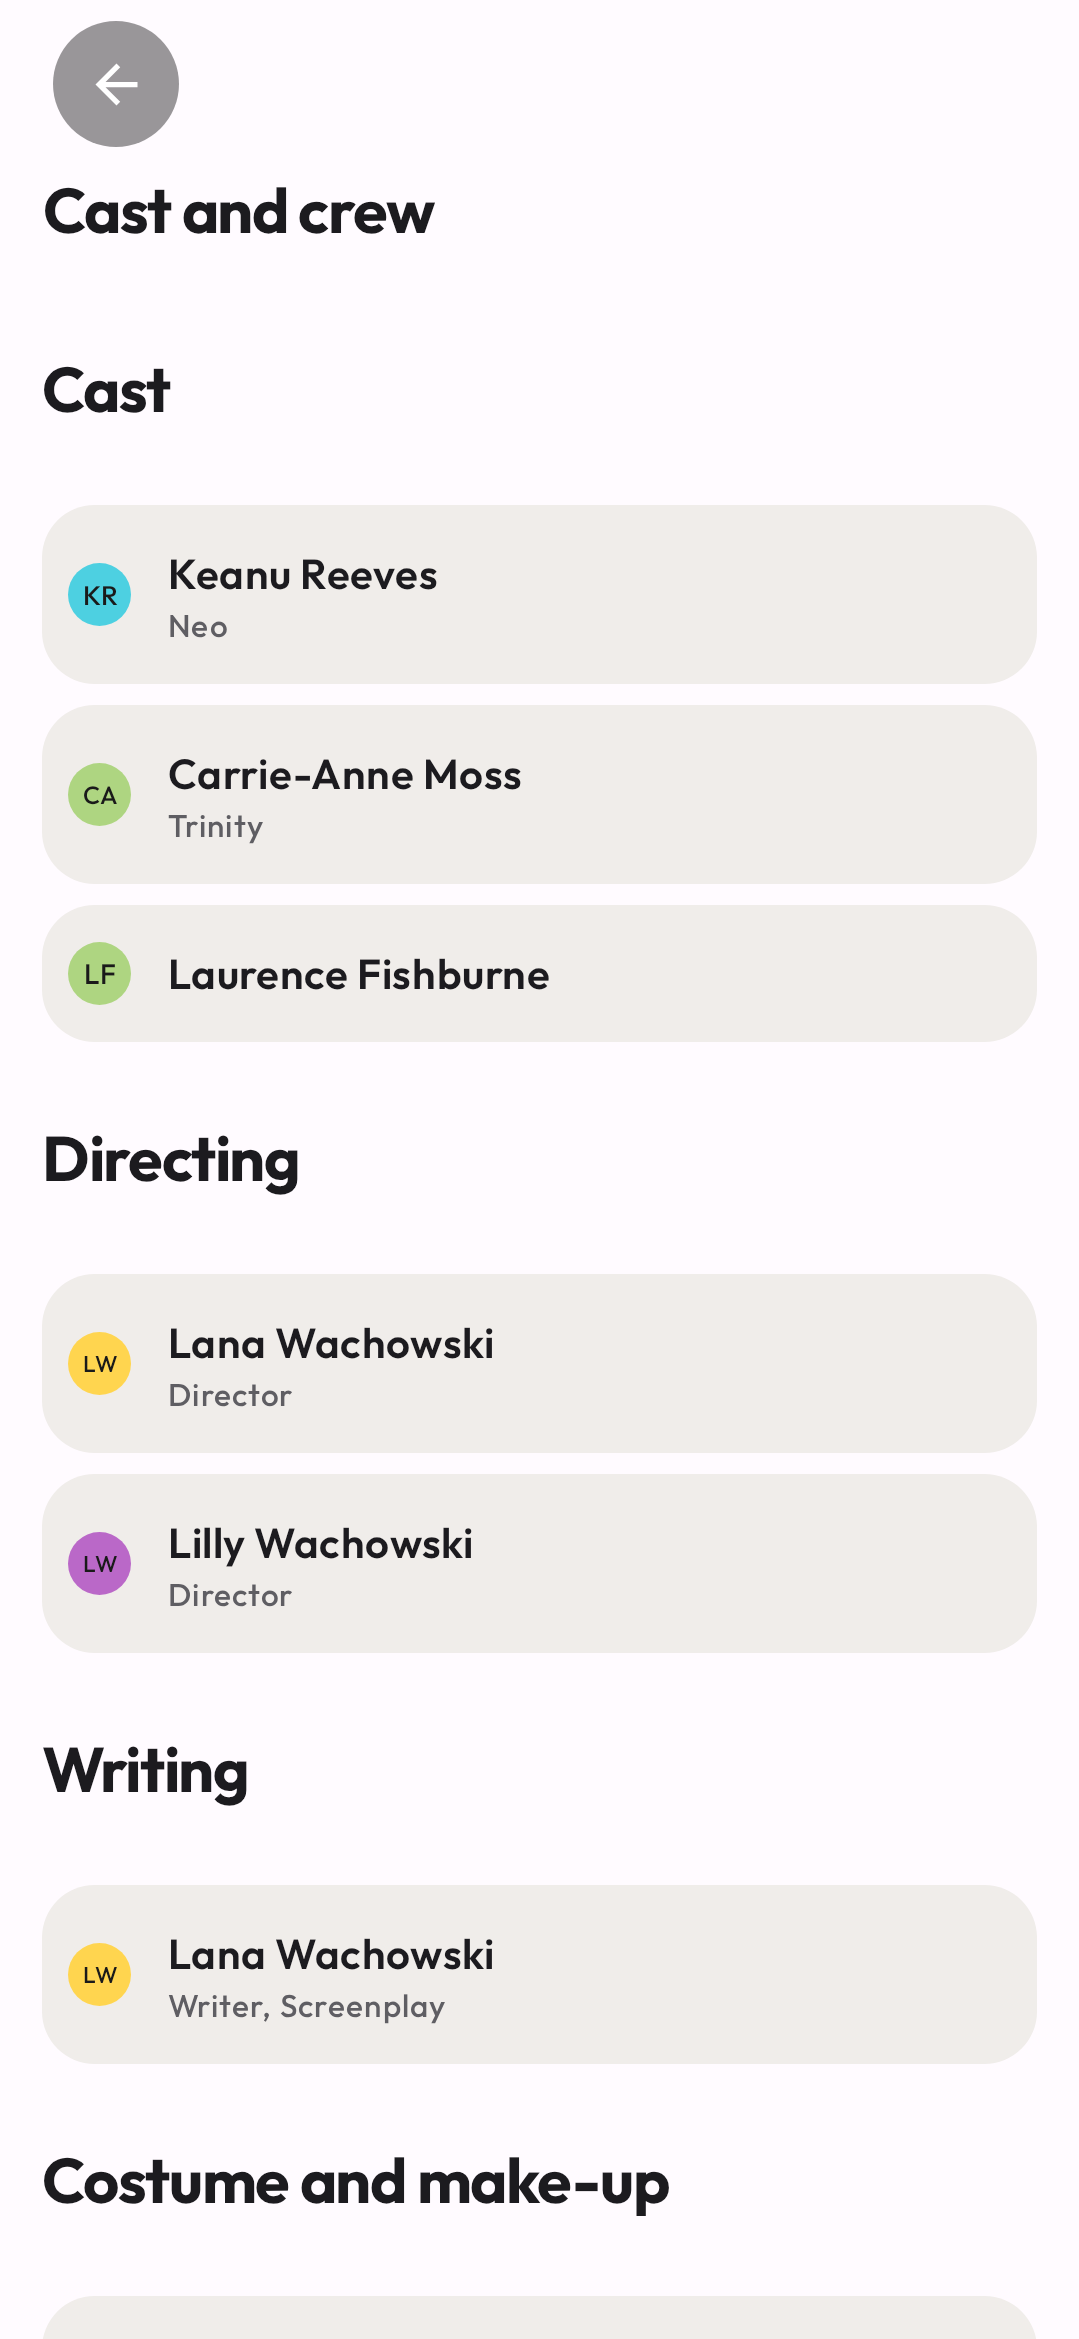 Cast and crew
Cast
KR
Keanu Reeves
Neo
CA
Carrie-Anne Moss
Trinity
LF
Laurence Fishburne
Directing
LW
Lana Wachowski
Director
LW
Lilly Wachowski
Director
Writing
LW
Lana Wachowski
Writer, Screenplay
Costume and make-up